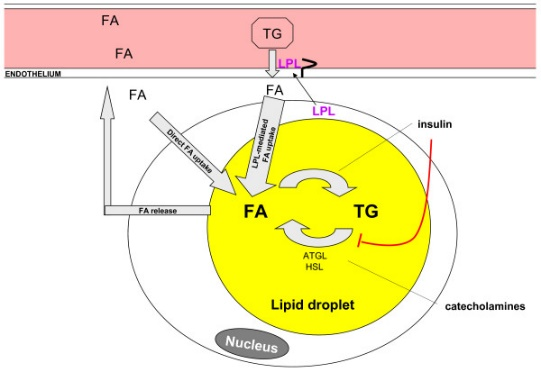 FA
FA
TG
LPL
ENDOTHELIUM
FA
FA
LPL
insulin
Direct FA uptake
LPL-mediated
FA uptake
FA release
FA
TG
ATGL
HSL
Lipid droplet
catecholamines
Nucleus